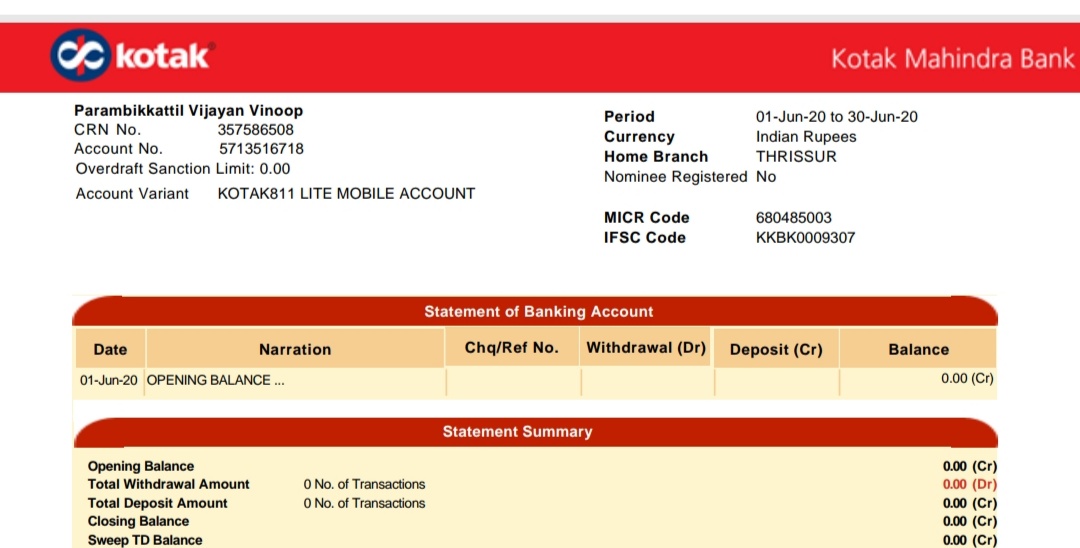 kotak
Kotak Mahindra Bank
Parambikkattil Vijayan Vinoop
CRN No. 357586508
Account No. 5713516718
Overdraft Sanction Limit: 0.00
Account Variant KOTAK811 LITE MOBILE ACCOUNT
Period 01-Jun-20 to 30-Jun-20
Currency Indian Rupees
Home Branch THRISSUR
Nominee Registered No
MICR Code 680485003
IFSC Code KKBK0009307
Statement of Banking Account
Date Narration Chq/Ref No. Withdrawal (Dr) Deposit (Cr) Balance
01-Jun-20 OPENING BALANCE ... 0.00 (Cr)
Statement Summary
Opening Balance 0.00 (Cr)
Total Withdrawal Amount 0 No. of Transactions 0.00 (Dr)
Total Deposit Amount 0 No. of Transactions 0.00 (Cr)
Closing Balance 0.00 (Cr)
Sweep TD Balance 0.00 (Cr)